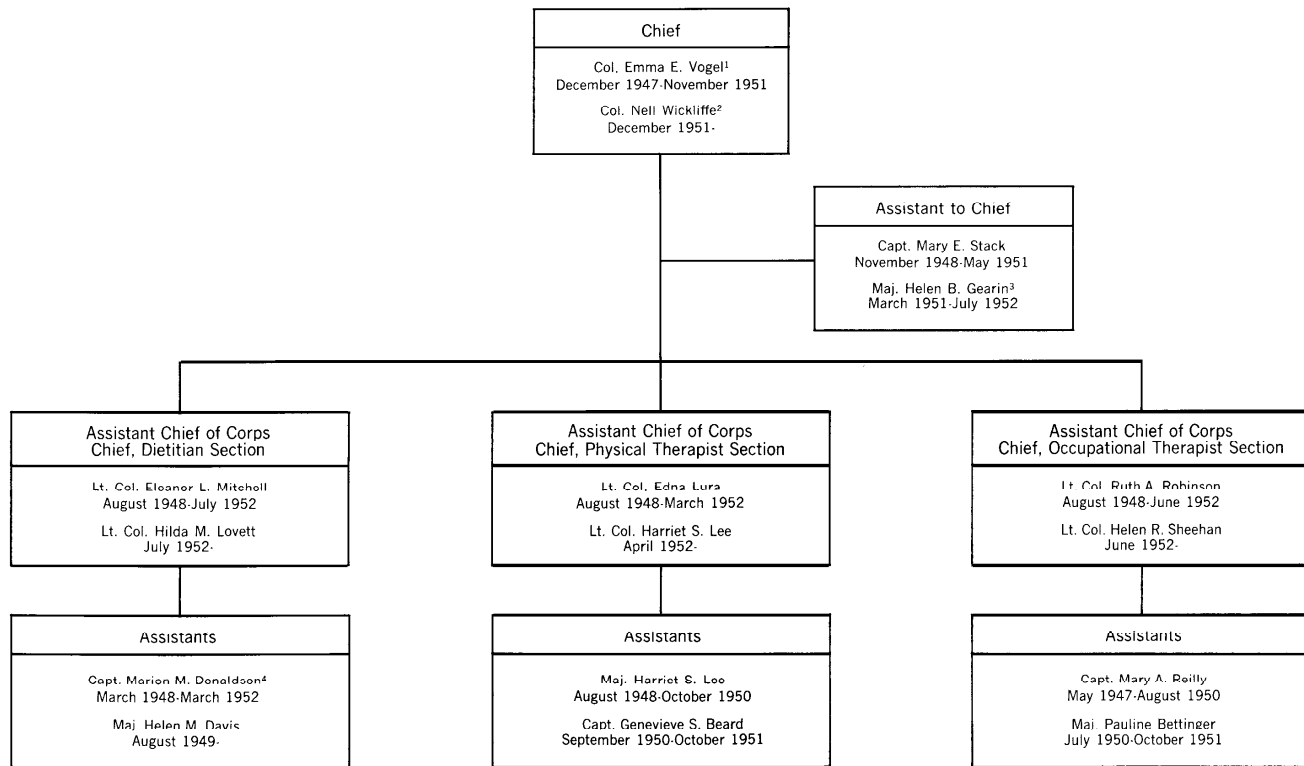 Chief
Col. Emma E. Vogel¹
December 1947-November 1951
Col. Nell Wickliffe²
December 1951-
Assistant to Chief
Capt. Mary E. Stack
November 1948-May 1951
Maj. Helen B. Gearin³
March 1951-July 1952
Assistant Chief of Corps
Chief, Dietitian Section
Lt. Col. Eleanor L. Mitchell
August 1948-July 1952
Lt. Col. Hilda M. Lovett
July 1952-
Assistant Chief of Corps
Chief, Physical Therapist Section
Lt. Col. Edna Lura
August 1948-March 1952
Lt. Col. Harriet S. Lee
April 1952-
Assistant Chief of Corps
Chief, Occupational Therapist Section
Lt. Col. Ruth A. Robinson
August 1948-June 1952
Lt. Col. Helen R. Sheehan
June 1952-
Assistants
Capt. Marion M. Donaldson⁴
March 1948-March 1952
Maj. Helen M. Davis
August 1949-
Assistants
Maj. Harriet S. Lee
August 1948-October 1950
Capt. Genevieve S. Beard
September 1950-October 1951
Assistants
Capt. Mary A. Reilly
May 1947-August 1950
Maj. Pauline Bettinger
July 1950-October 1951